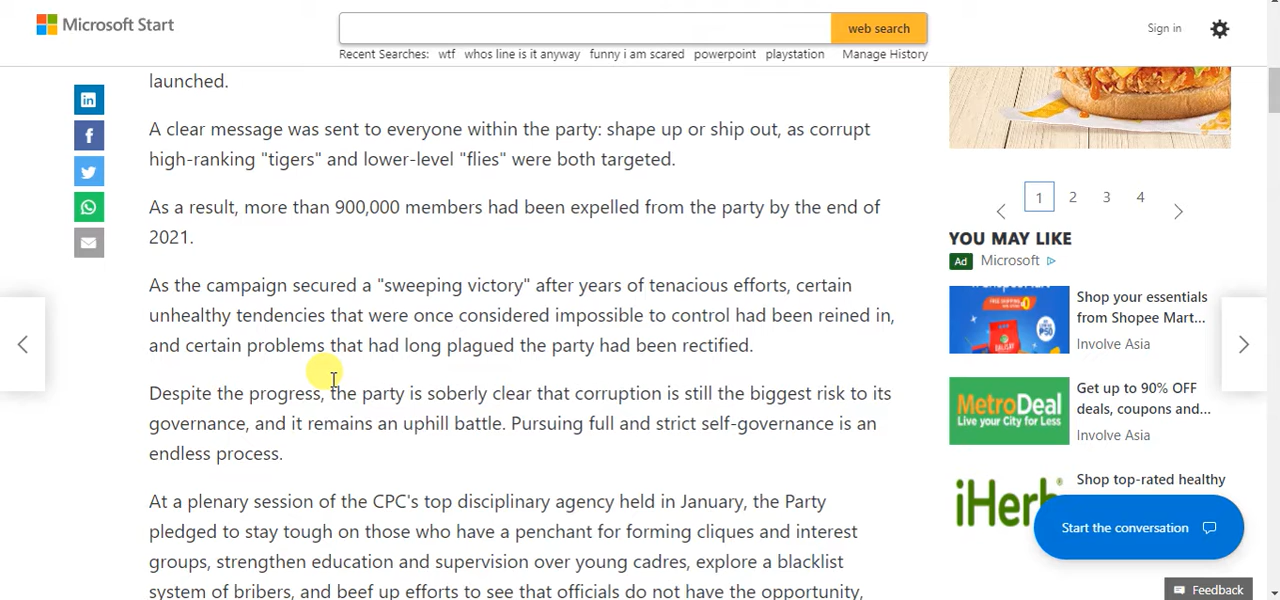 Microsoft Start
web search
Sign in
Recent Searches: wtf whos line is it anyway funny i am scared powerpoint playstation Manage History
launched.
A clear message was sent to everyone within the party: shape up or ship out, as corrupt
high-ranking "tigers" and lower-level "flies" were both targeted.
As a result, more than 900,000 members had been expelled from the party by the end of
2021.
As the campaign secured a "sweeping victory" after years of tenacious efforts, certain
unhealthy tendencies that were once considered impossible to control had been reined in,
and certain problems that had long plagued the party had been rectified.
Despite the progress, the party is soberly clear that corruption is still the biggest risk to its
governance, and it remains an uphill battle. Pursuing full and strict self-governance is an
endless process.
At a plenary session of the CPC's top disciplinary agency held in January, the Party
pledged to stay tough on those who have a penchant for forming cliques and interest
groups, strengthen education and supervision over young cadres, explore a blacklist
system of bribers, and beef up efforts to see that officials do not have the opportunity,
1 2 3 4
YOU MAY LIKE
Ad Microsoft
Shop your essentials
from Shopee Mart...
Involve Asia
MetroDeal
Live your City for Less
Get up to 90% OFF
deals, coupons and...
Involve Asia
iHerb
Shop top-rated healthy
Start the conversation
Feedback